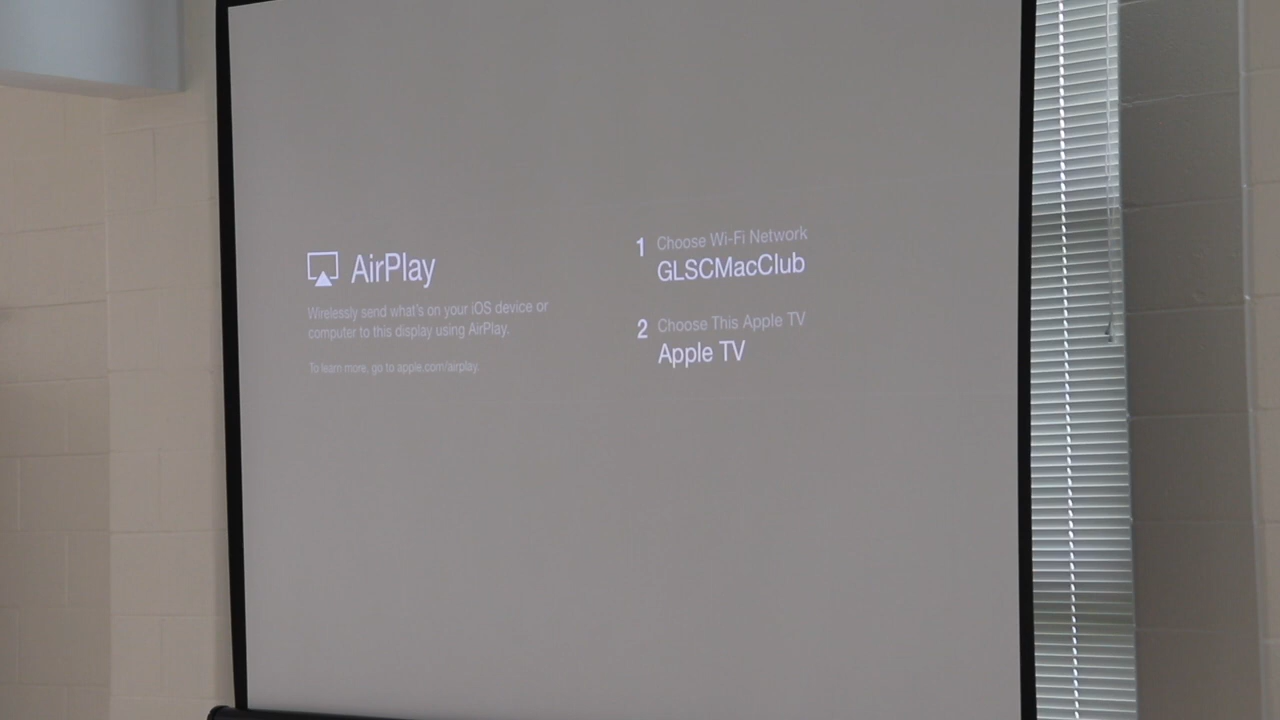 AirPlay
Wirelessly send what's on your iOS device or
computer to this display using AirPlay.
To learn more, go to apple.com/airplay.
1 Choose Wi-Fi Network
GLSCMacClub
2 Choose This Apple TV
Apple TV